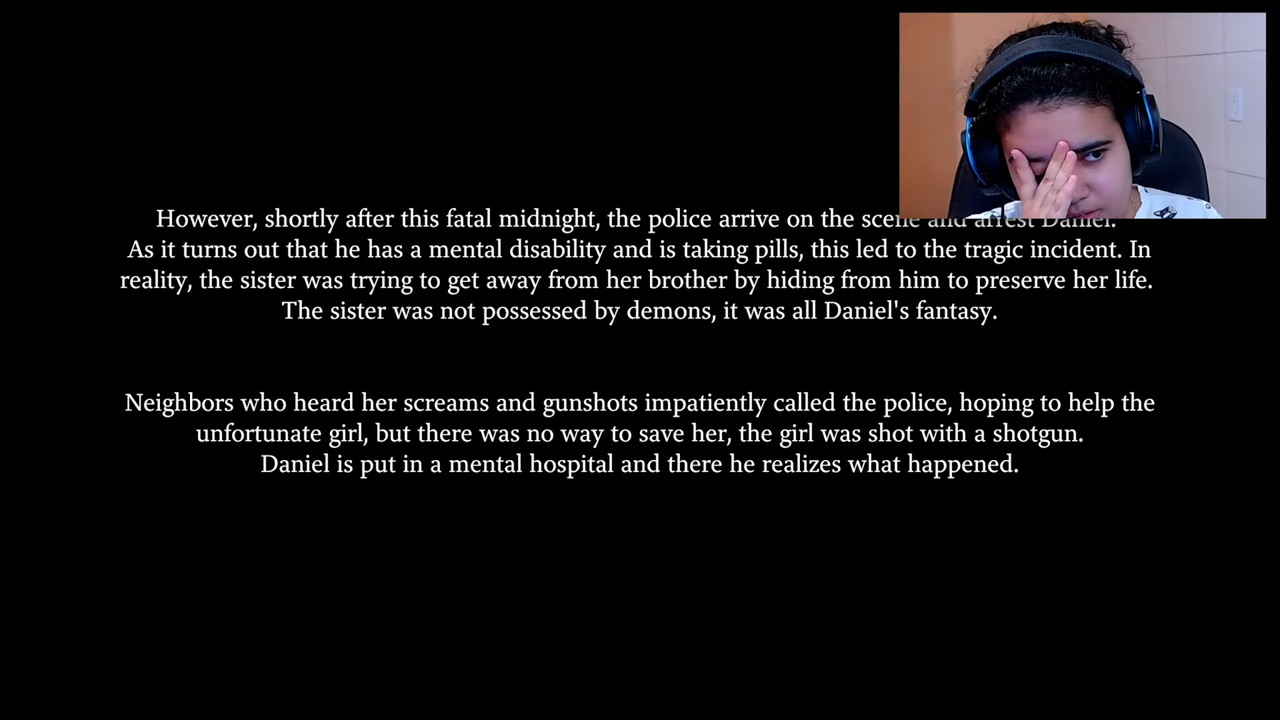 However, shortly after this fatal midnight, the police arrive on the scene and arrest Daniel.
As it turns out that he has a mental disability and is taking pills, this led to the tragic incident. In
reality, the sister was trying to get away from her brother by hiding from him to preserve her life.
The sister was not possessed by demons, it was all Daniel's fantasy.
Neighbors who heard her screams and gunshots impatiently called the police, hoping to help the
unfortunate girl, but there was no way to save her, the girl was shot with a shotgun.
Daniel is put in a mental hospital and there he realizes what happened.